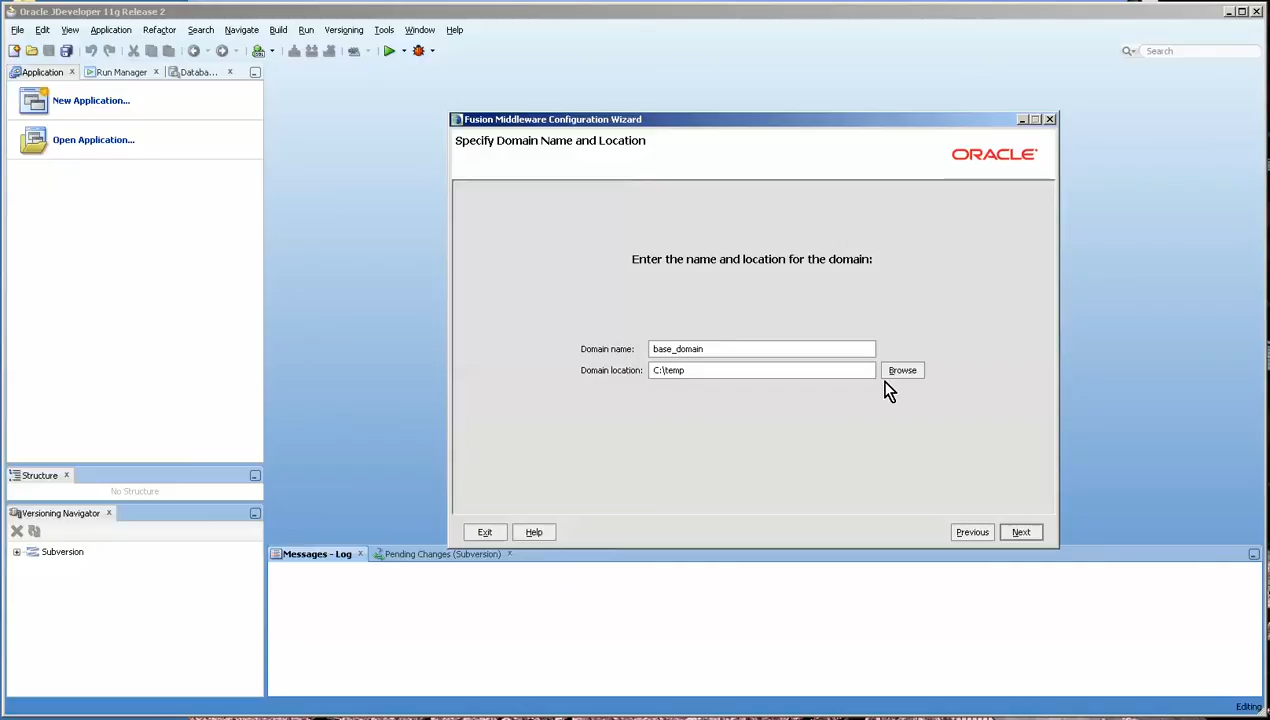 Oracle JDeveloper 11g Release 2
File Edit View Application Refactor Search Navigate Build Run Versioning Tools Window Help
Search
Application Run Manager Databa...
New Application...
Open Application...
Fusion Middleware Configuration Wizard
Specify Domain Name and Location
ORACLE
Enter the name and location for the domain:
Domain name: base_domain
Domain location: C:\temp Browse
Exit Help Previous Next
Structure
No Structure
Versioning Navigator
Subversion
Messages - Log Pending Changes (Subversion)
Editing